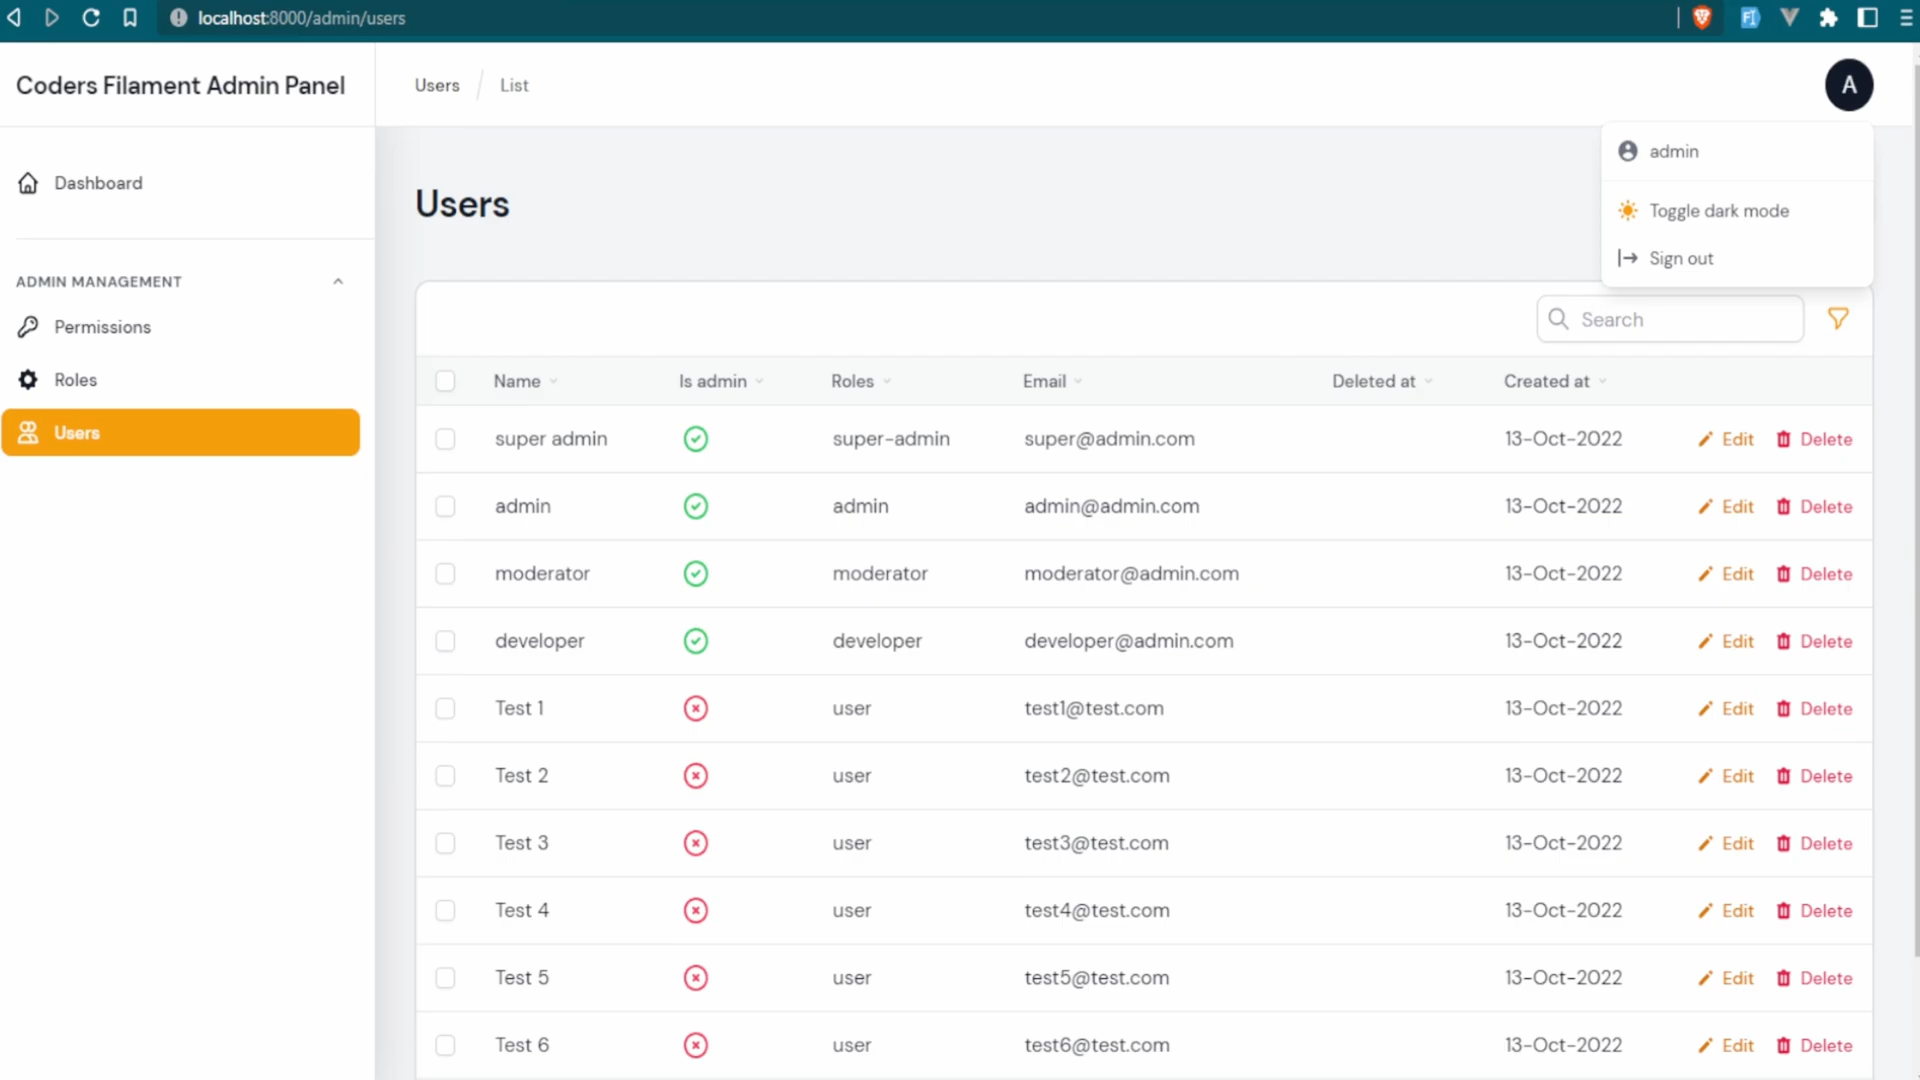 localhost:8000/admin/users
Coders Filament Admin Panel
Users / List
A
admin
Toggle dark mode
Sign out
Dashboard
ADMIN MANAGEMENT
Permissions
Roles
Users
Users
Search
Name Is admin Roles Email Deleted at Created at
super admin super-admin super@admin.com 13-Oct-2022 Edit Delete
admin admin admin@admin.com 13-Oct-2022 Edit Delete
moderator moderator moderator@admin.com 13-Oct-2022 Edit Delete
developer developer developer@admin.com 13-Oct-2022 Edit Delete
Test 1 user test1@test.com 13-Oct-2022 Edit Delete
Test 2 user test2@test.com 13-Oct-2022 Edit Delete
Test 3 user test3@test.com 13-Oct-2022 Edit Delete
Test 4 user test4@test.com 13-Oct-2022 Edit Delete
Test 5 user test5@test.com 13-Oct-2022 Edit Delete
Test 6 user test6@test.com 13-Oct-2022 Edit Delete